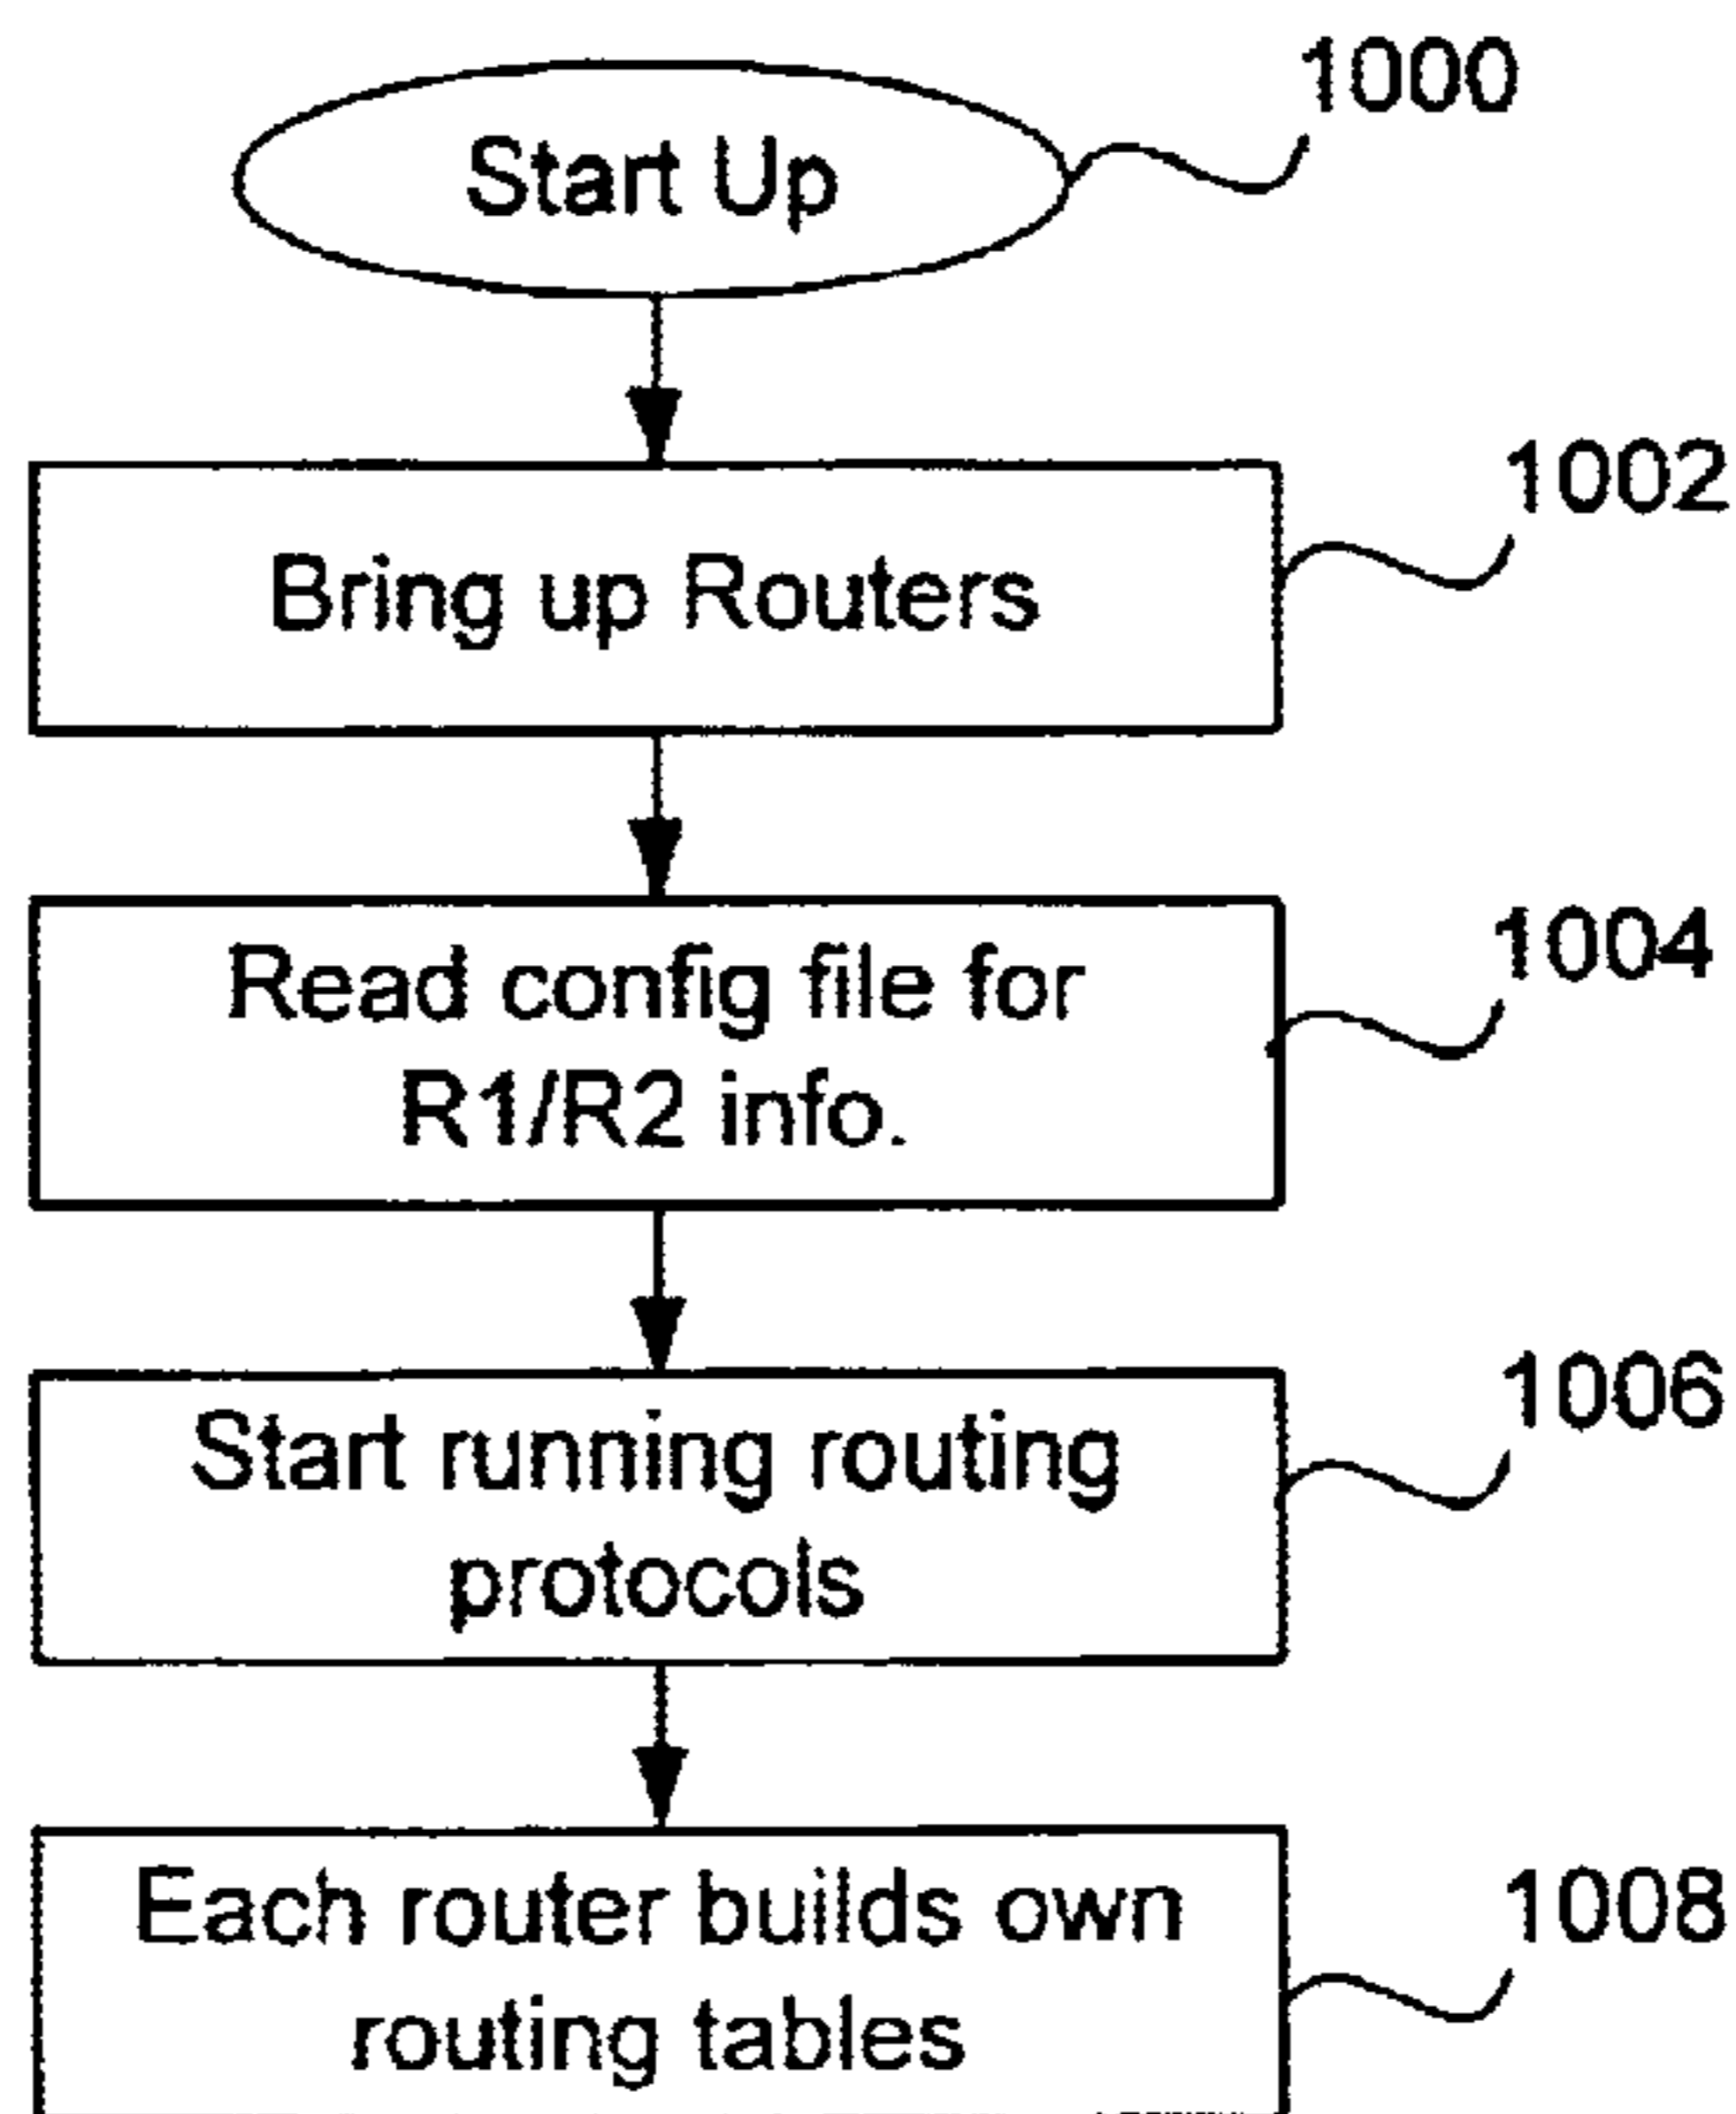 1000
Start Up
1002
Bring up Routers
1004
Read config file for
R1/R2 info.
1006
Start running routing
protocols
1008
Each router builds own
routing tables